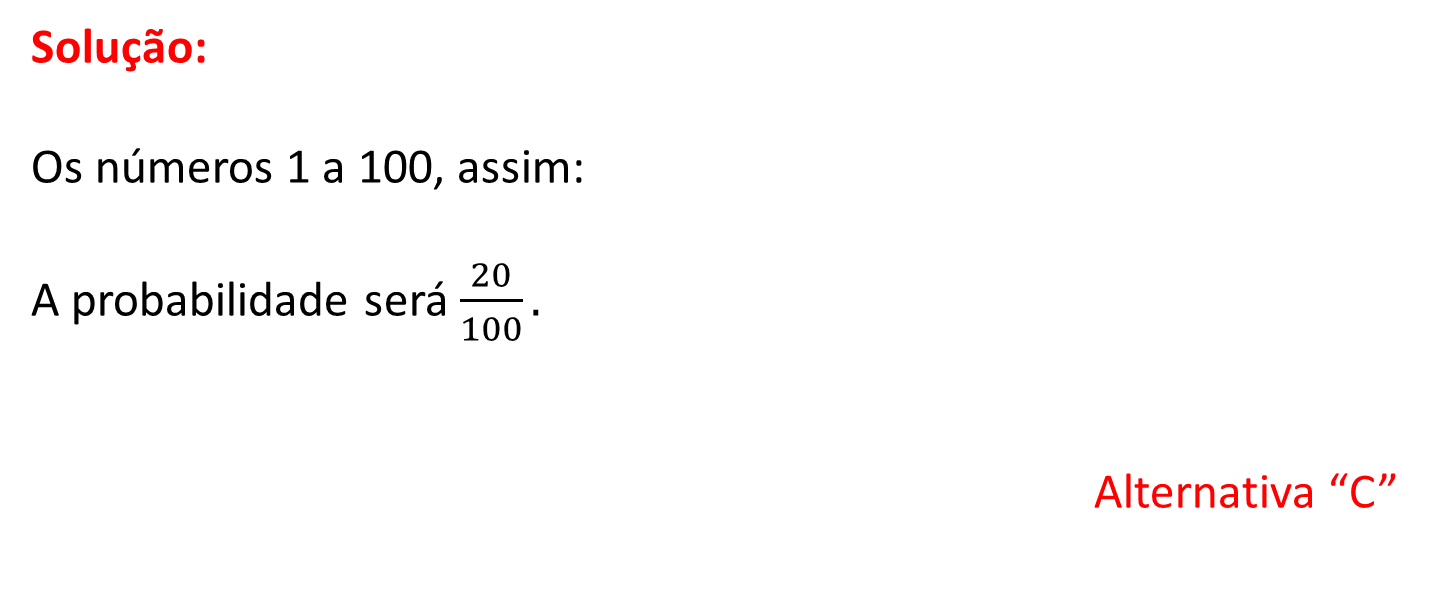 Solução:
Os números 1 a 100, assim:
A probabilidade será 20/100.
Alternativa “C”